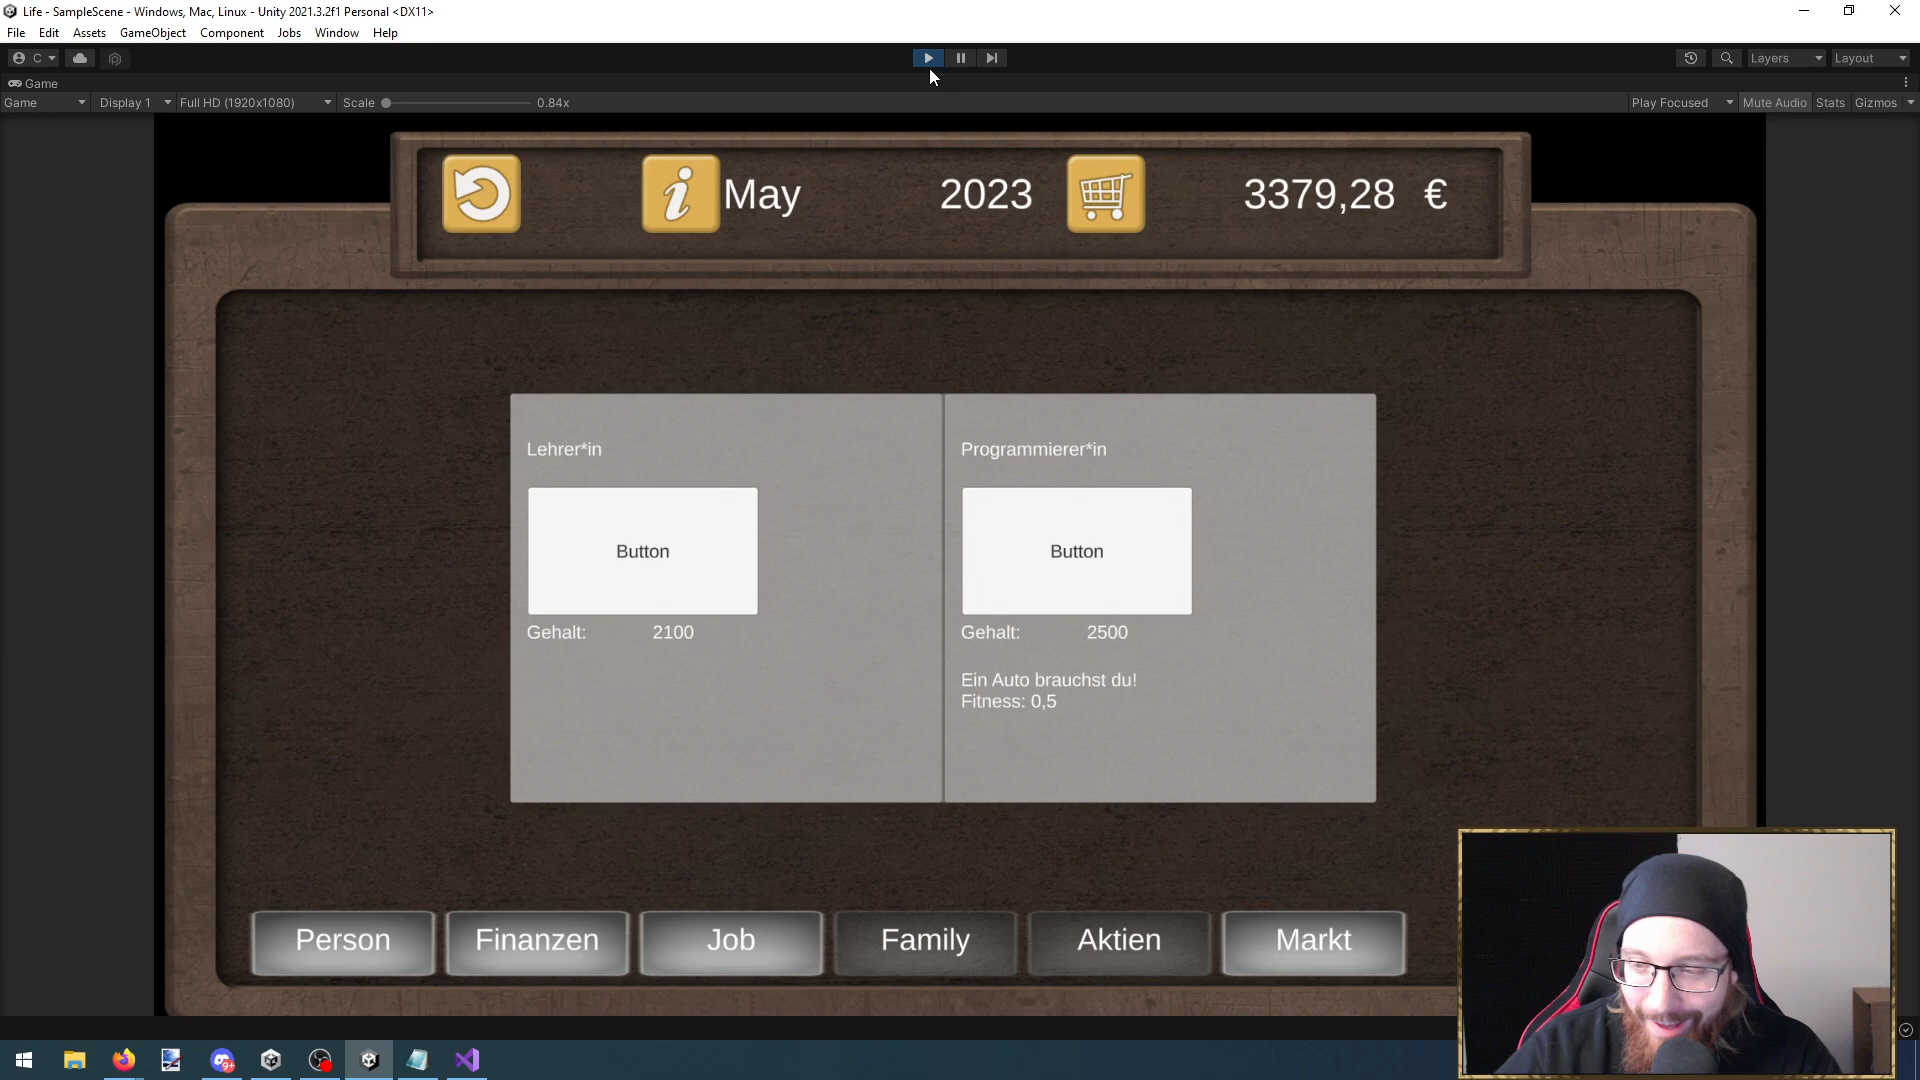 Life - SampleScene - Windows, Mac, Linux - Unity 2021.3.2f1 Personal <DX11>
File Edit Assets GameObject Component Jobs Window Help
C Layers Layout
Game
Game Display 1 Full HD (1920x1080) Scale 0.84x Play Focused Mute Audio Stats Gizmos
May 2023 3379,28 €
Lehrer*in Programmierer*in
Button Button
Gehalt: 2100 Gehalt: 2500
Ein Auto brauchst du!
Fitness: 0,5
Person Finanzen Job Family Aktien Markt
9+